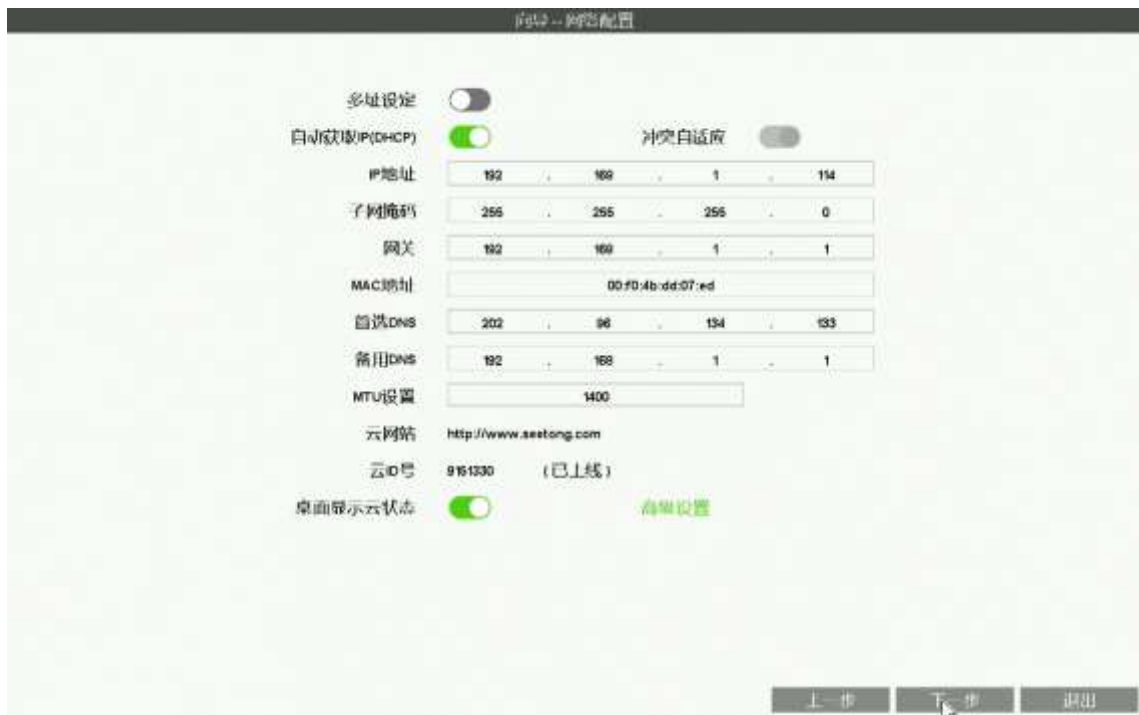 向导--网络配置
多址设定
自动获取IP(DHCP) 冲突自适应
IP地址 192 . 168 . 1 . 114
子网掩码 255 . 255 . 255 . 0
网关 192 . 168 . 1 . 1
MAC地址 00:f0:4b:dd:07:ed
首选DNS 202 . 96 . 134 . 133
备用DNS 192 . 168 . 1 . 1
MTU设置 1400
云网站 http://www.seetong.com
云ID号 9151330 (已上线)
桌面显示云状态 高级设置
上一步 下一步 退出